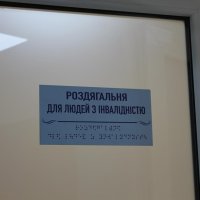 РОЗДЯГАЛЬНЯ
ДЛЯ ЛЮДЕЙ З ІНВАЛІДНІСТЮ